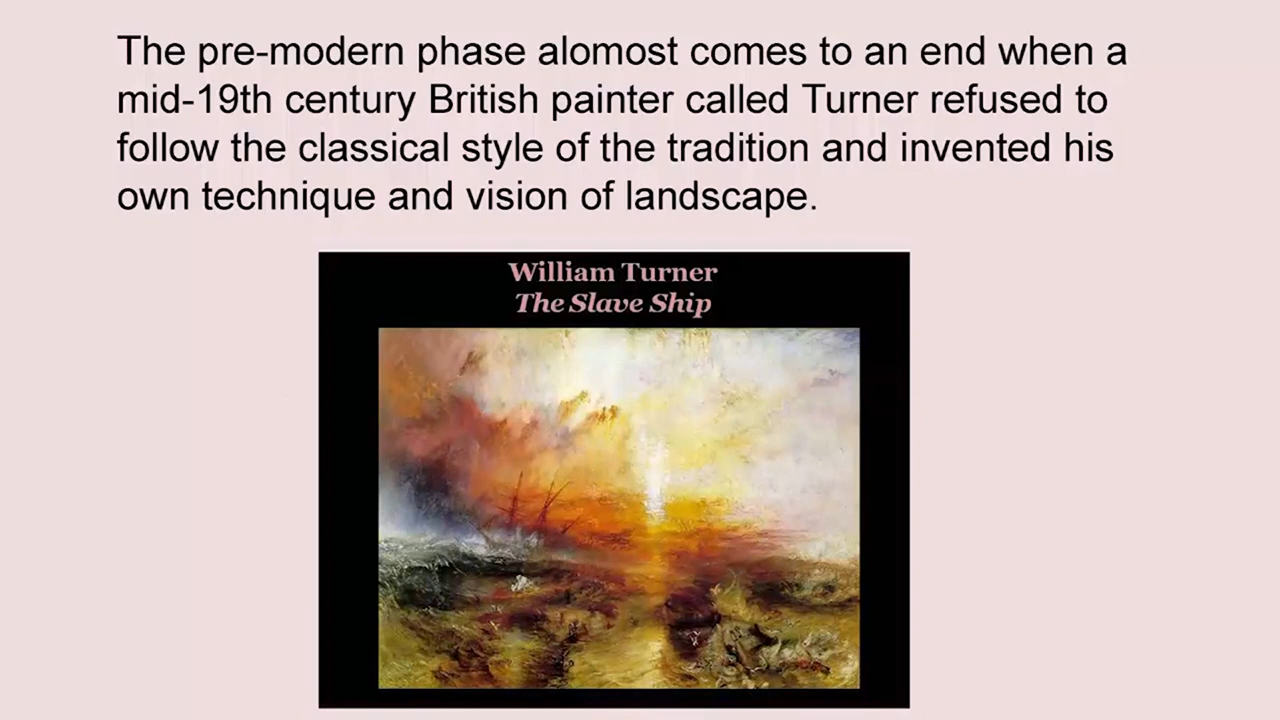 The pre-modern phase alomost comes to an end when a
mid-19th century British painter called Turner refused to
follow the classical style of the tradition and invented his
own technique and vision of landscape.
William Turner
The Slave Ship